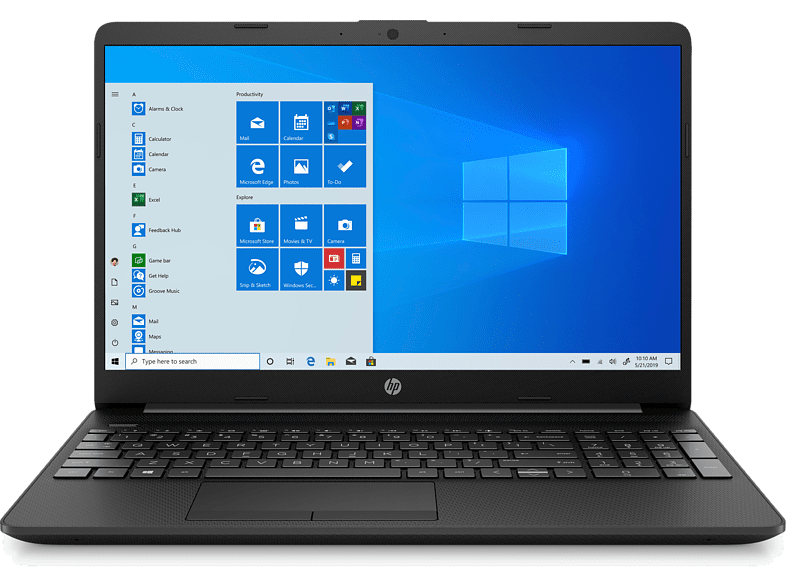 A
Alarms & Clock
C
Calculator
Calendar
Camera
E
Excel
F
Feedback Hub
G
Game bar
Get Help
Groove Music
M
Mail
Maps
Messaging
Productivity
Mail
Calendar
Microsoft Edge
Photos
To-Do
Explore
Microsoft Store
Movies & TV
Camera
Snip & Sketch
Windows Sec...
Type here to search
10:10 AM
5/21/2019
hp
Q W E R T Y U I O P
A S D F G H J K L
Z X C V B N M